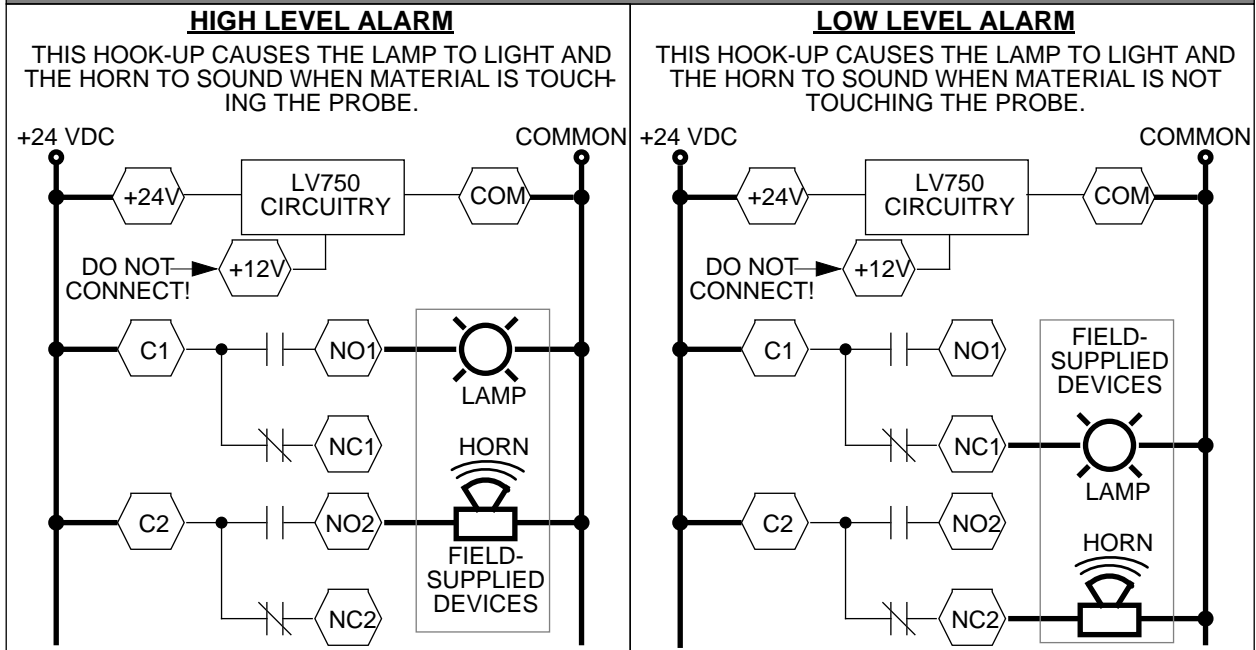 HIGH LEVEL ALARM
THIS HOOK-UP CAUSES THE LAMP TO LIGHT AND
THE HORN TO SOUND WHEN MATERIAL IS TOUCH-
ING THE PROBE.
+24 VDC
COMMON
+24V
LV750
CIRCUITRY
COM
DO NOT
CONNECT!
+12V
C1
NO1
LAMP
NC1
HORN
C2
NO2
FIELD-
SUPPLIED
DEVICES
NC2
LOW LEVEL ALARM
THIS HOOK-UP CAUSES THE LAMP TO LIGHT AND
THE HORN TO SOUND WHEN MATERIAL IS NOT
TOUCHING THE PROBE.
+24 VDC
COMMON
+24V
LV750
CIRCUITRY
COM
DO NOT
CONNECT!
+12V
C1
NO1
FIELD-
SUPPLIED
DEVICES
NC1
LAMP
C2
NO2
HORN
NC2